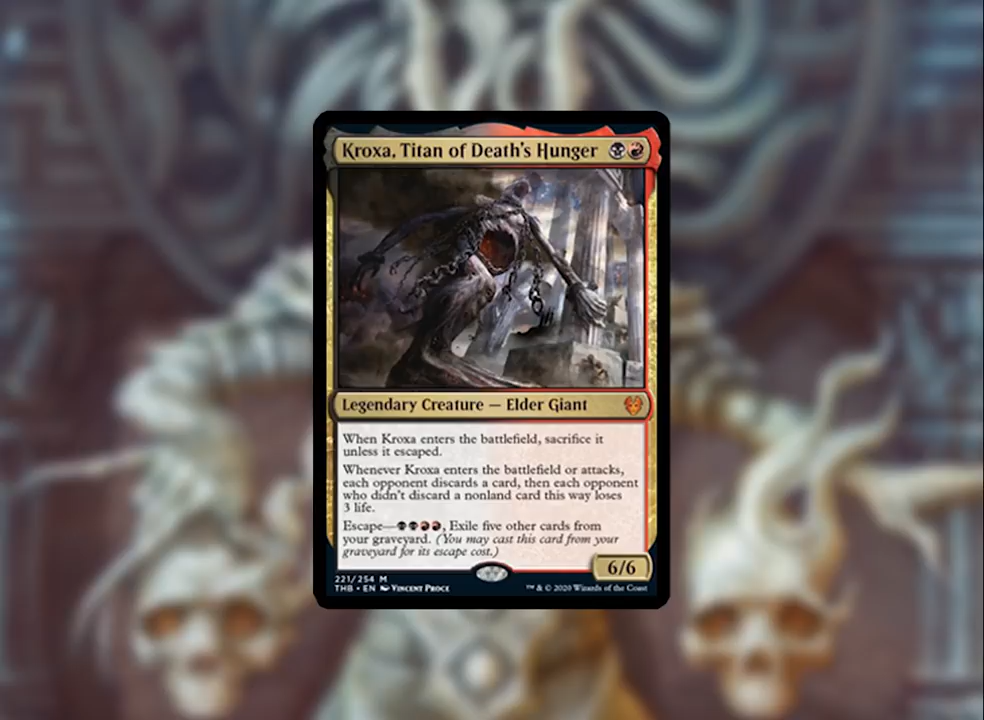 Kroxa, Titan of Death's Hunger
Legendary Creature — Elder Giant
When Kroxa enters the battlefield, sacrifice it
unless it escaped.
Whenever Kroxa enters the battlefield or attacks,
each opponent discards a card, then each opponent
who didn't discard a nonland card this way loses
3 life.
Escape—, Exile five other cards from
your graveyard. (You may cast this card from your
graveyard for its escape cost.)
6/6
221/254 M
THB • EN Vincent Proce
™ & © 2020 Wizards of the Coast